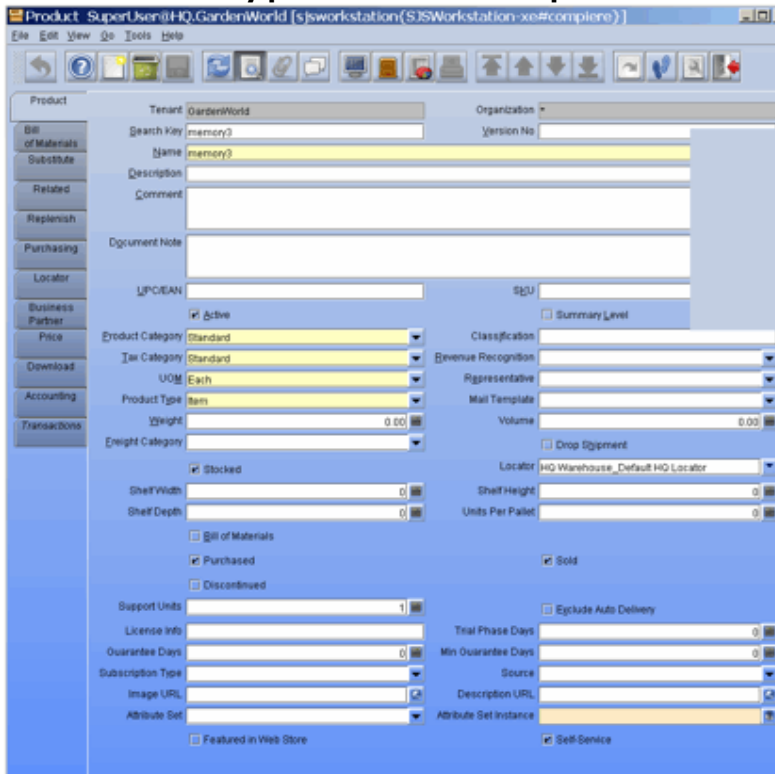 Product SuperUser@HQ.GardenWorld [sjsworkstation{SJSWorkstation-xe#compiere}]
File Edit View Go Tools Help
Product
Bill
of Materials
Substitute
Related
Replenish
Purchasing
Locator
Business
Partner
Price
Download
Accounting
Transactions
Tenant GardenWorld Organization *
Search Key memory3 Version No
Name memory3
Description
Comment
Document Note
UPC/EAN SKU
Active Summary Level
Product Category Standard Classification
Tax Category Standard Revenue Recognition
UOM Each Representative
Product Type Item Mail Template
Weight 0.00 Volume 0.00
Freight Category Drop Shipment
Stocked Locator HQ Warehouse_Default HQ Locator
Shelf Width 0 Shelf Height 0
Shelf Depth 0 Units Per Pallet 0
Bill of Materials
Purchased Sold
Discontinued
Support Units 1 Exclude Auto Delivery
License Info Trial Phase Days 0
Guarantee Days 0 Min Guarantee Days 0
Subscription Type Source
Image URL Description URL
Attribute Set Attribute Set Instance
Featured in Web Store Self-Service